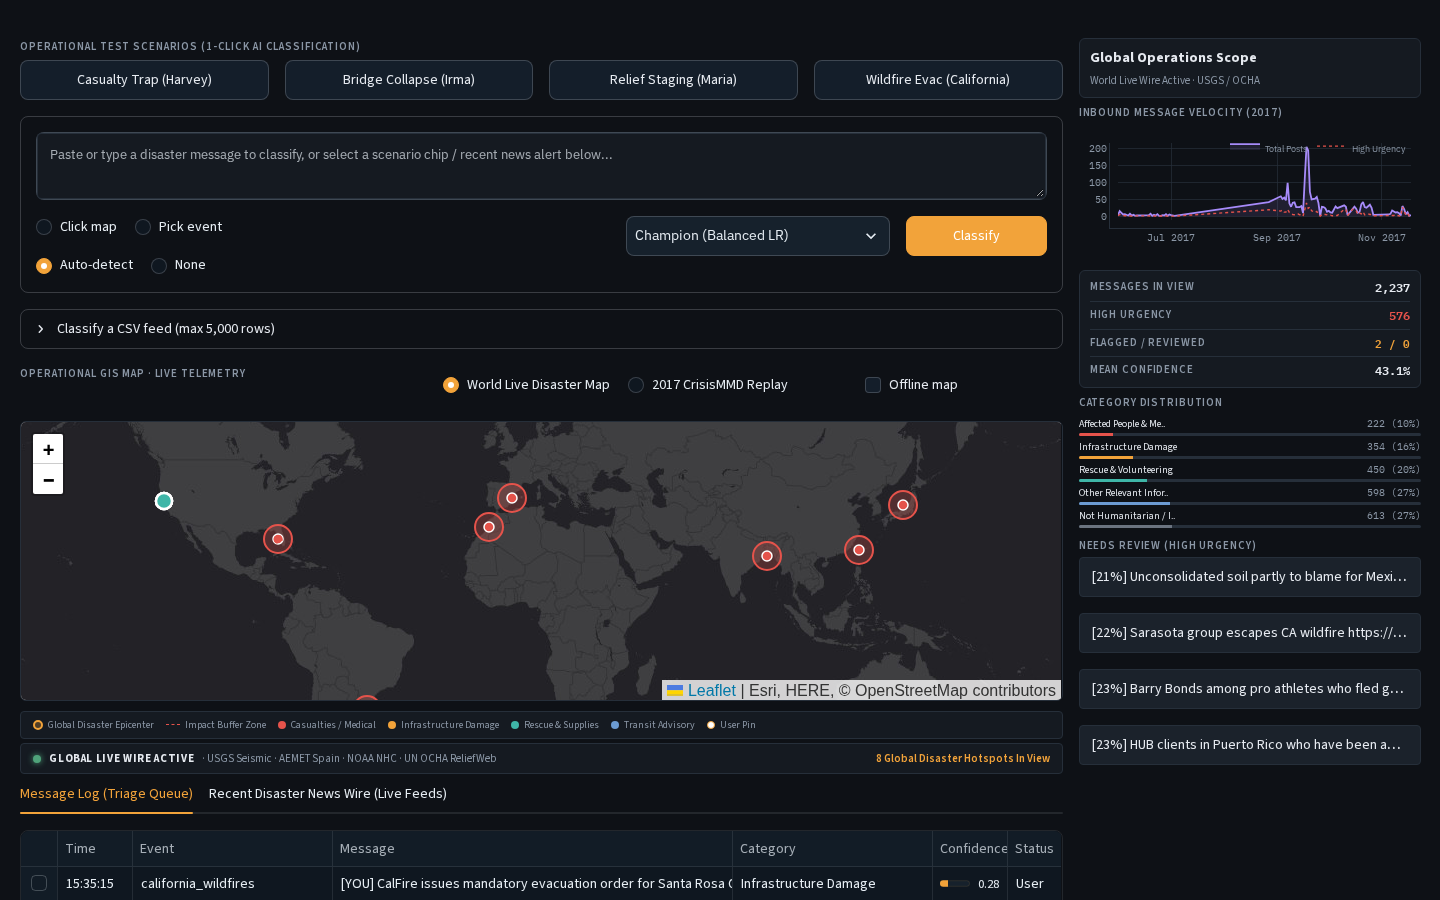 OPERATIONAL TEST SCENARIOS (1-CLICK AI CLASSIFICATION)
Casualty Trap (Harvey)
Bridge Collapse (Irma)
Relief Staging (Maria)
Wildfire Evac (California)
Paste or type a disaster message to classify, or select a scenario chip / recent news alert below...
Click map
Pick event
Auto-detect
None
Champion (Balanced LR)
Classify
Classify a CSV feed (max 5,000 rows)
OPERATIONAL GIS MAP · LIVE TELEMETRY
World Live Disaster Map
2017 CrisisMMD Replay
Offline map
+
−
Leaflet | Esri, HERE, © OpenStreetMap contributors
Global Disaster Epicenter
Impact Buffer Zone
Casualties / Medical
Infrastructure Damage
Rescue & Supplies
Transit Advisory
User Pin
GLOBAL LIVE WIRE ACTIVE · USGS Seismic · AEMET Spain · NOAA NHC · UN OCHA ReliefWeb
8 Global Disaster Hotspots In View
Message Log (Triage Queue)
Recent Disaster News Wire (Live Feeds)
Time
Event
Message
Category
Confidence
Status
15:35:15
california_wildfires
[YOU] CalFire issues mandatory evacuation order for Santa Rosa
Infrastructure Damage
0.28
User
Global Operations Scope
World Live Wire Active · USGS / OCHA
INBOUND MESSAGE VELOCITY (2017)
Total Posts
High Urgency
200
150
100
50
0
Jul 2017
Sep 2017
Nov 2017
MESSAGES IN VIEW
2,237
HIGH URGENCY
576
FLAGGED / REVIEWED
2 / 0
MEAN CONFIDENCE
43.1%
CATEGORY DISTRIBUTION
Affected People & Me..
222 (10%)
Infrastructure Damage
354 (16%)
Rescue & Volunteering
450 (20%)
Other Relevant Infor..
598 (27%)
Not Humanitarian / I..
613 (27%)
NEEDS REVIEW (HIGH URGENCY)
[21%] Unconsolidated soil partly to blame for Mexi...
[22%] Sarasota group escapes CA wildfire https://...
[23%] Barry Bonds among pro athletes who fled g...
[23%] HUB clients in Puerto Rico who have been a...